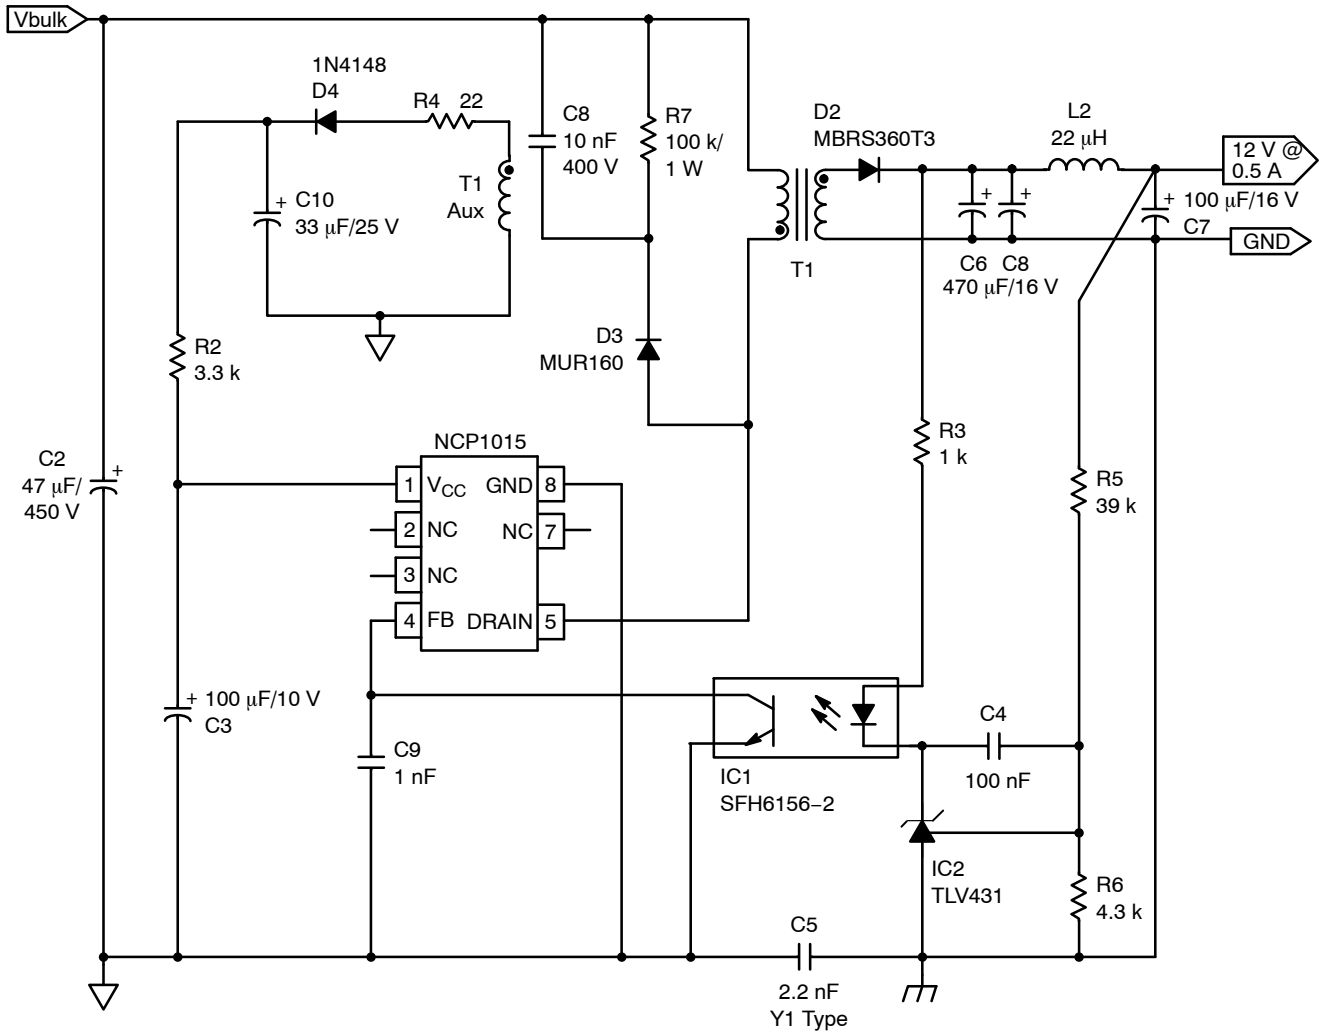 Vbulk
1N4148
D4
R4 22
C8
10 nF
400 V
R7
100 k/
1 W
D2
MBRS360T3
L2
22 μH
12 V @
0.5 A
T1
Aux
+ C10
33 μF/25 V
+
+
+ 100 μF/16 V
C7
GND
T1
C6 C8
470 μF/16 V
R2
3.3 k
D3
MUR160
R3
1 k
NCP1015
C2
47 μF/
450 V
+
1 VCC GND 8
2 NC NC 7
3 NC
4 FB DRAIN 5
R5
39 k
+ 100 μF/10 V
C3
C9
1 nF
IC1
SFH6156−2
C4
100 nF
IC2
TLV431
R6
4.3 k
C5
2.2 nF
Y1 Type